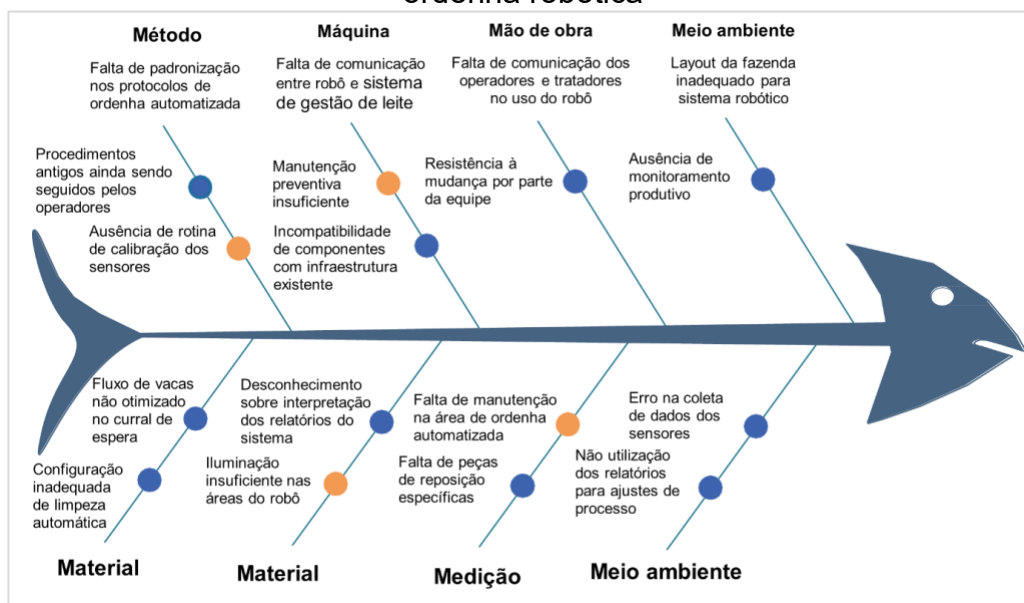 ordenha robótica
Método
Máquina
Mão de obra
Meio ambiente
Falta de padronização
nos protocolos de
ordenha automatizada
Falta de comunicação
entre robô e sistema
de gestão de leite
Falta de comunicação dos
operadores e tratadores
no uso do robô
Layout da fazenda
inadequado para
sistema robótico
Procedimentos
antigos ainda sendo
seguidos pelos
operadores
Manutenção
preventiva
insuficiente
Resistência à
mudança por parte
da equipe
Ausência de
monitoramento
produtivo
Ausência de rotina
de calibração dos
sensores
Incompatibilidade
de componentes
com infraestrutura
existente
Fluxo de vacas
não otimizado
no curral de
espera
Desconhecimento
sobre interpretação
dos relatórios do
sistema
Falta de manutenção
na área de ordenha
automatizada
Erro na coleta
de dados dos
sensores
Configuração
inadequada
de limpeza
automática
Iluminação
insuficiente nas
áreas do robô
Falta de peças
de reposição
específicas
Não utilização
dos relatórios
para ajustes de
processo
Material
Material
Medição
Meio ambiente